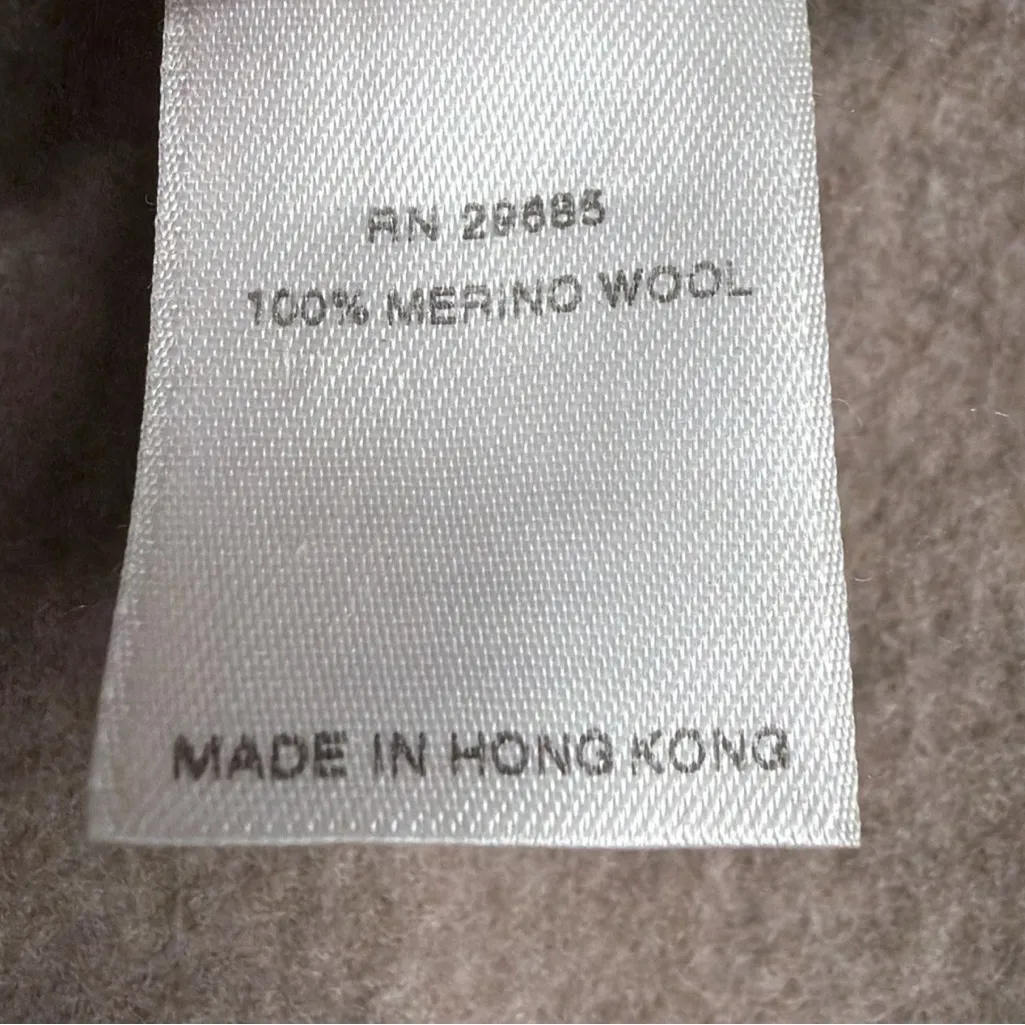 RN 29685
100% MERINO WOOL
MADE IN HONG KONG